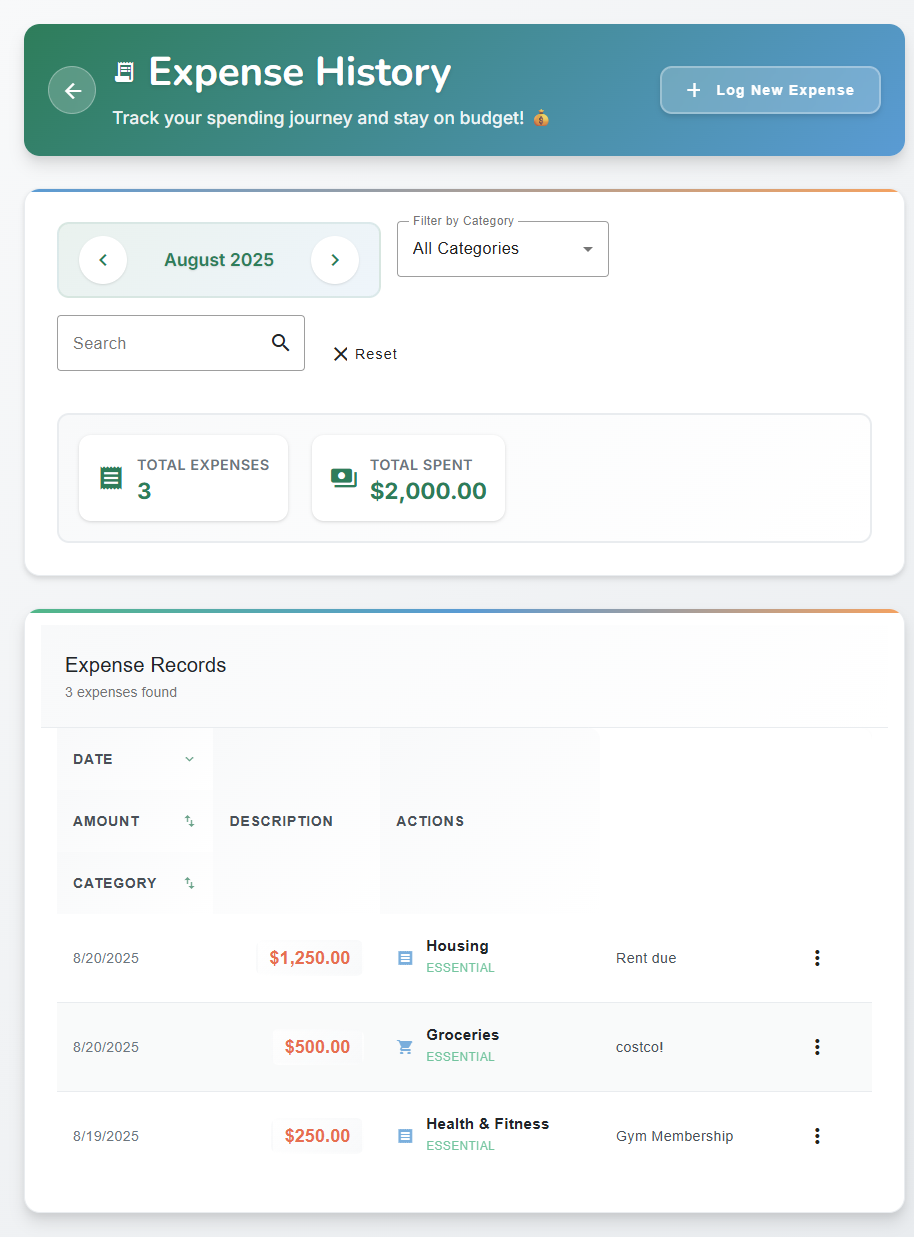 Expense History
Track your spending journey and stay on budget! 💰
Log New Expense
August 2025
Filter by Category
All Categories
Search
Reset
TOTAL EXPENSES
3
TOTAL SPENT
$2,000.00
Expense Records
3 expenses found
DATE
AMOUNT
CATEGORY
DESCRIPTION
ACTIONS
8/20/2025
$1,250.00
Housing
ESSENTIAL
Rent due
8/20/2025
$500.00
Groceries
ESSENTIAL
costco!
8/19/2025
$250.00
Health & Fitness
ESSENTIAL
Gym Membership